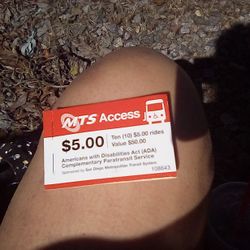 MTS Access
$5.00
Ten (10) $5.00 rides
Value $50.00
Americans with Disabilities Act (ADA)
Complementary Paratransit Service
Sponsored by San Diego Metropolitan Transit System
108643